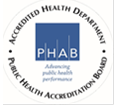 ACCREDITED HEALTH DEPARTMENT
PHAB
Advancing
public health
performance
PUBLIC HEALTH ACCREDITATION BOARD